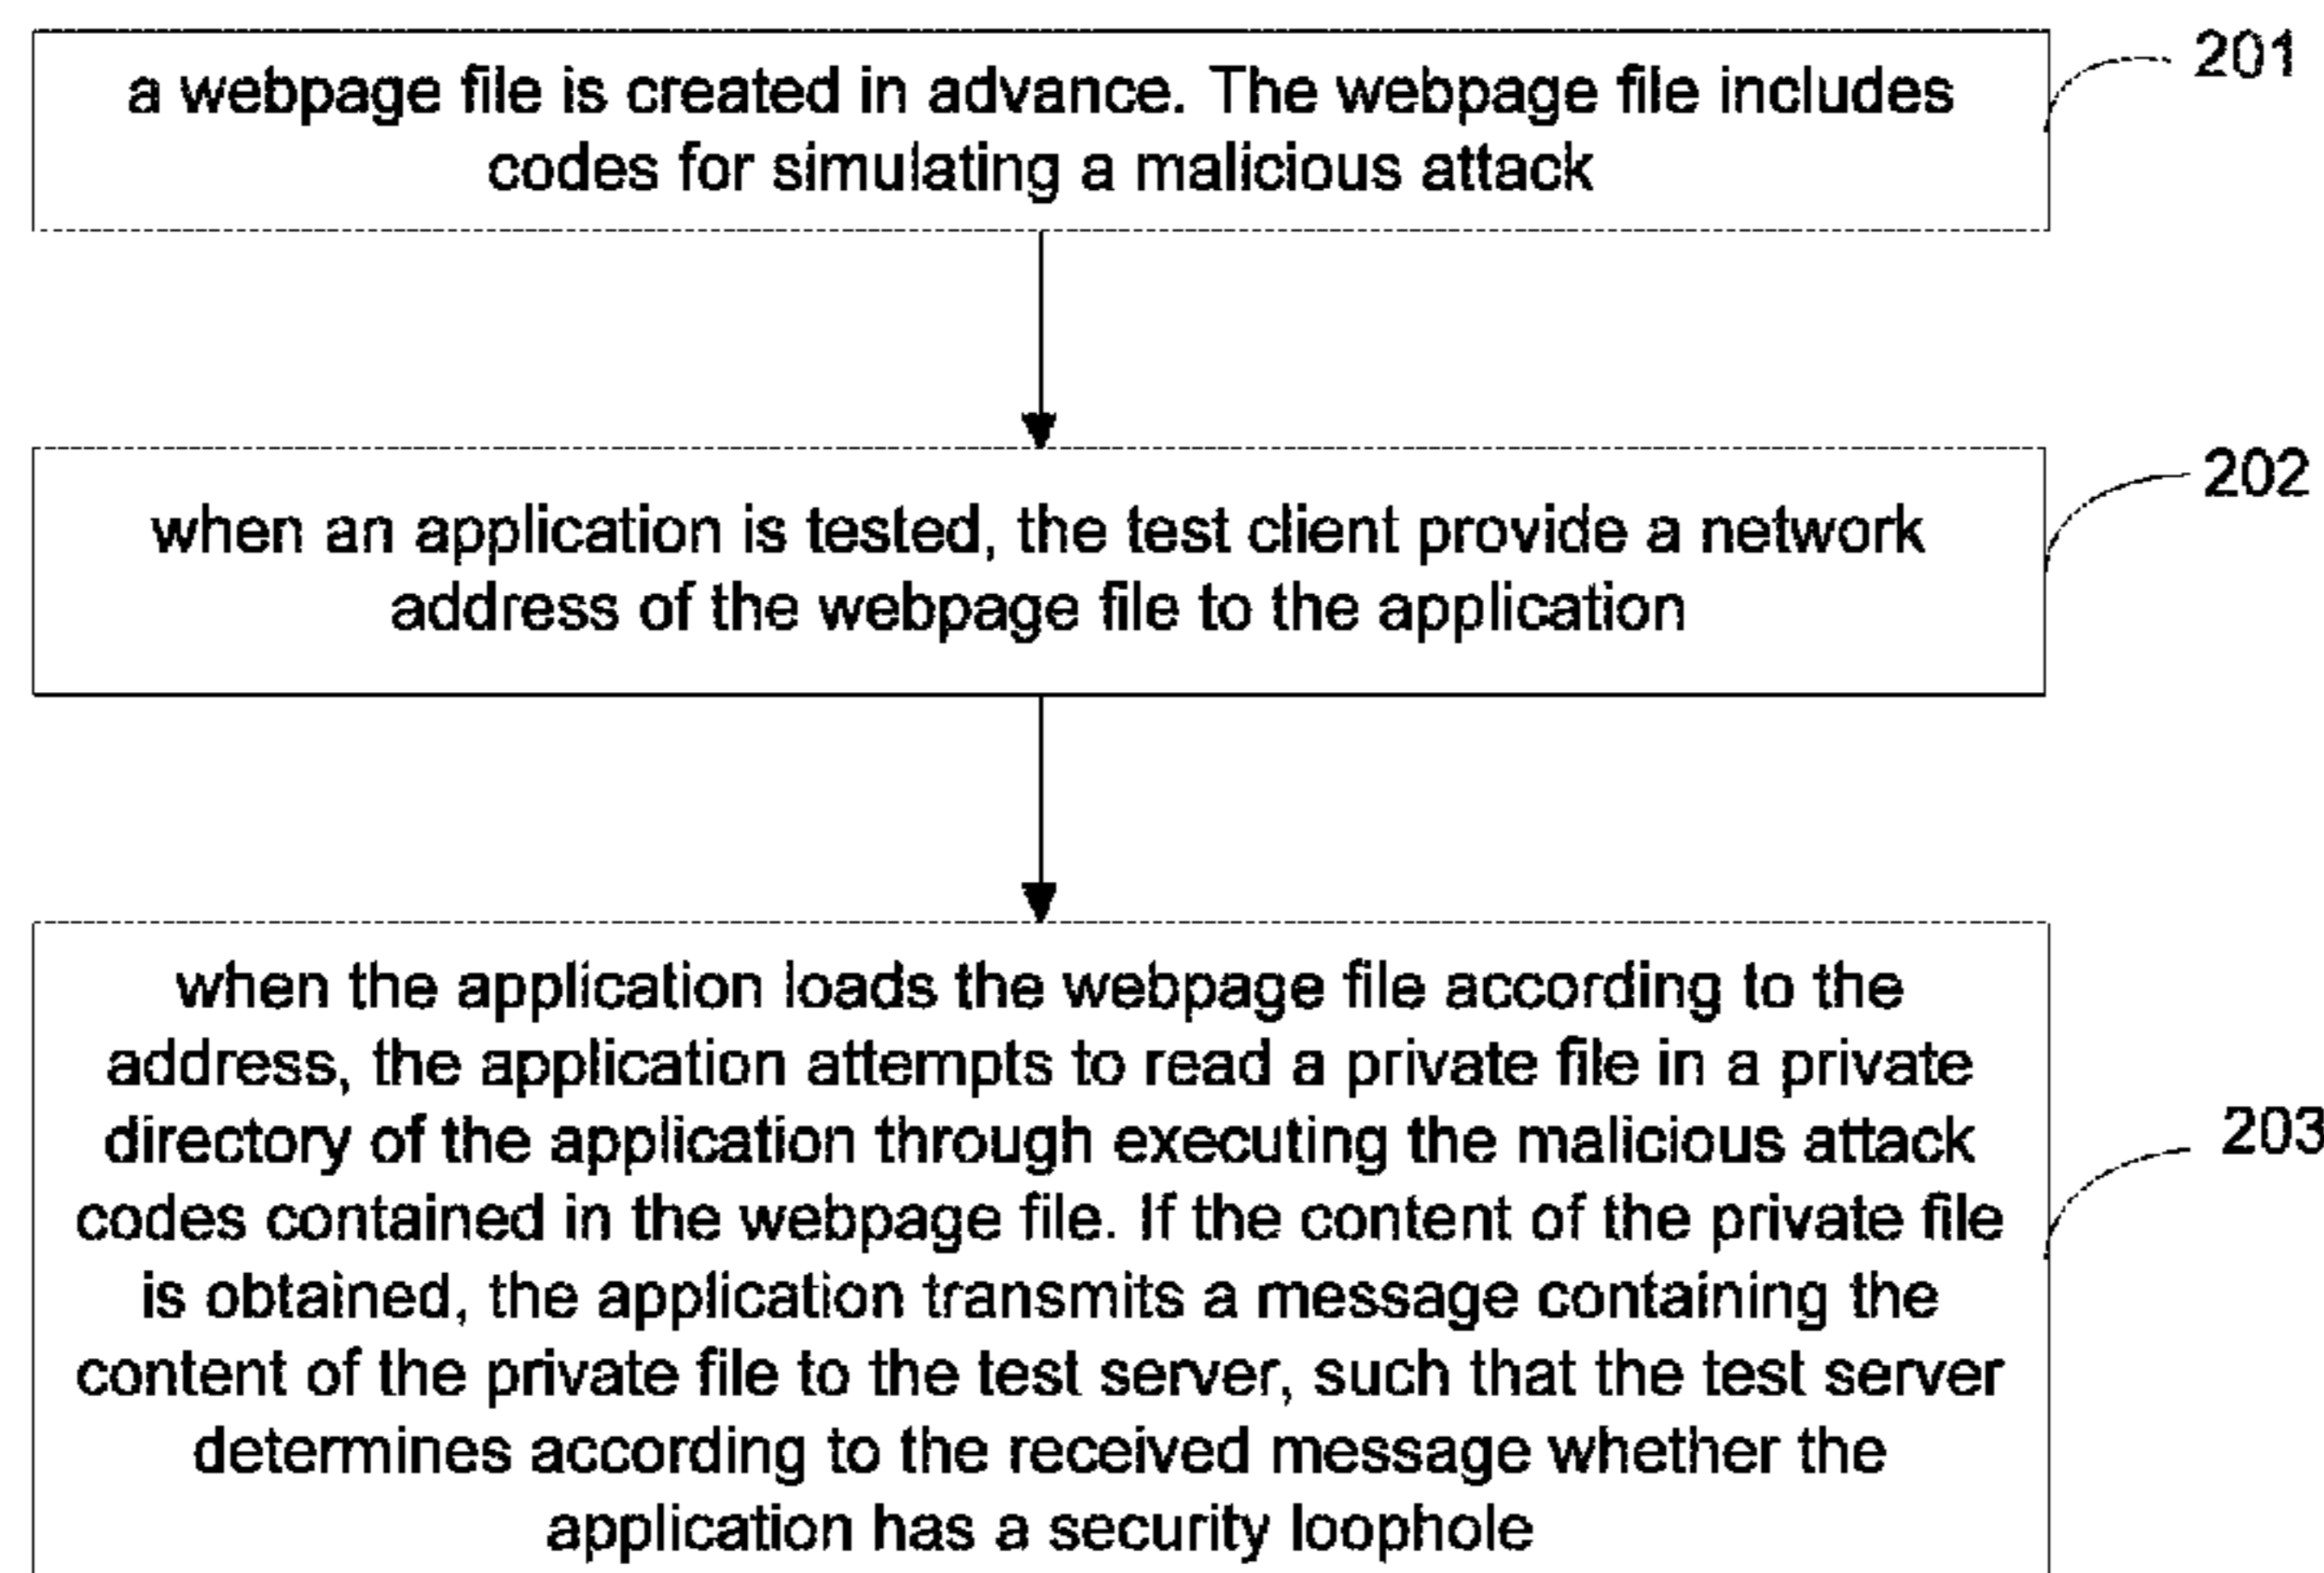 a webpage file is created in advance. The webpage file includes
codes for simulating a malicious attack
201
when an application is tested, the test client provide a network
address of the webpage file to the application
202
when the application loads the webpage file according to the
address, the application attempts to read a private file in a private
directory of the application through executing the malicious attack
codes contained in the webpage file. If the content of the private file
is obtained, the application transmits a message containing the
content of the private file to the test server, such that the test server
determines according to the received message whether the
application has a security loophole
203